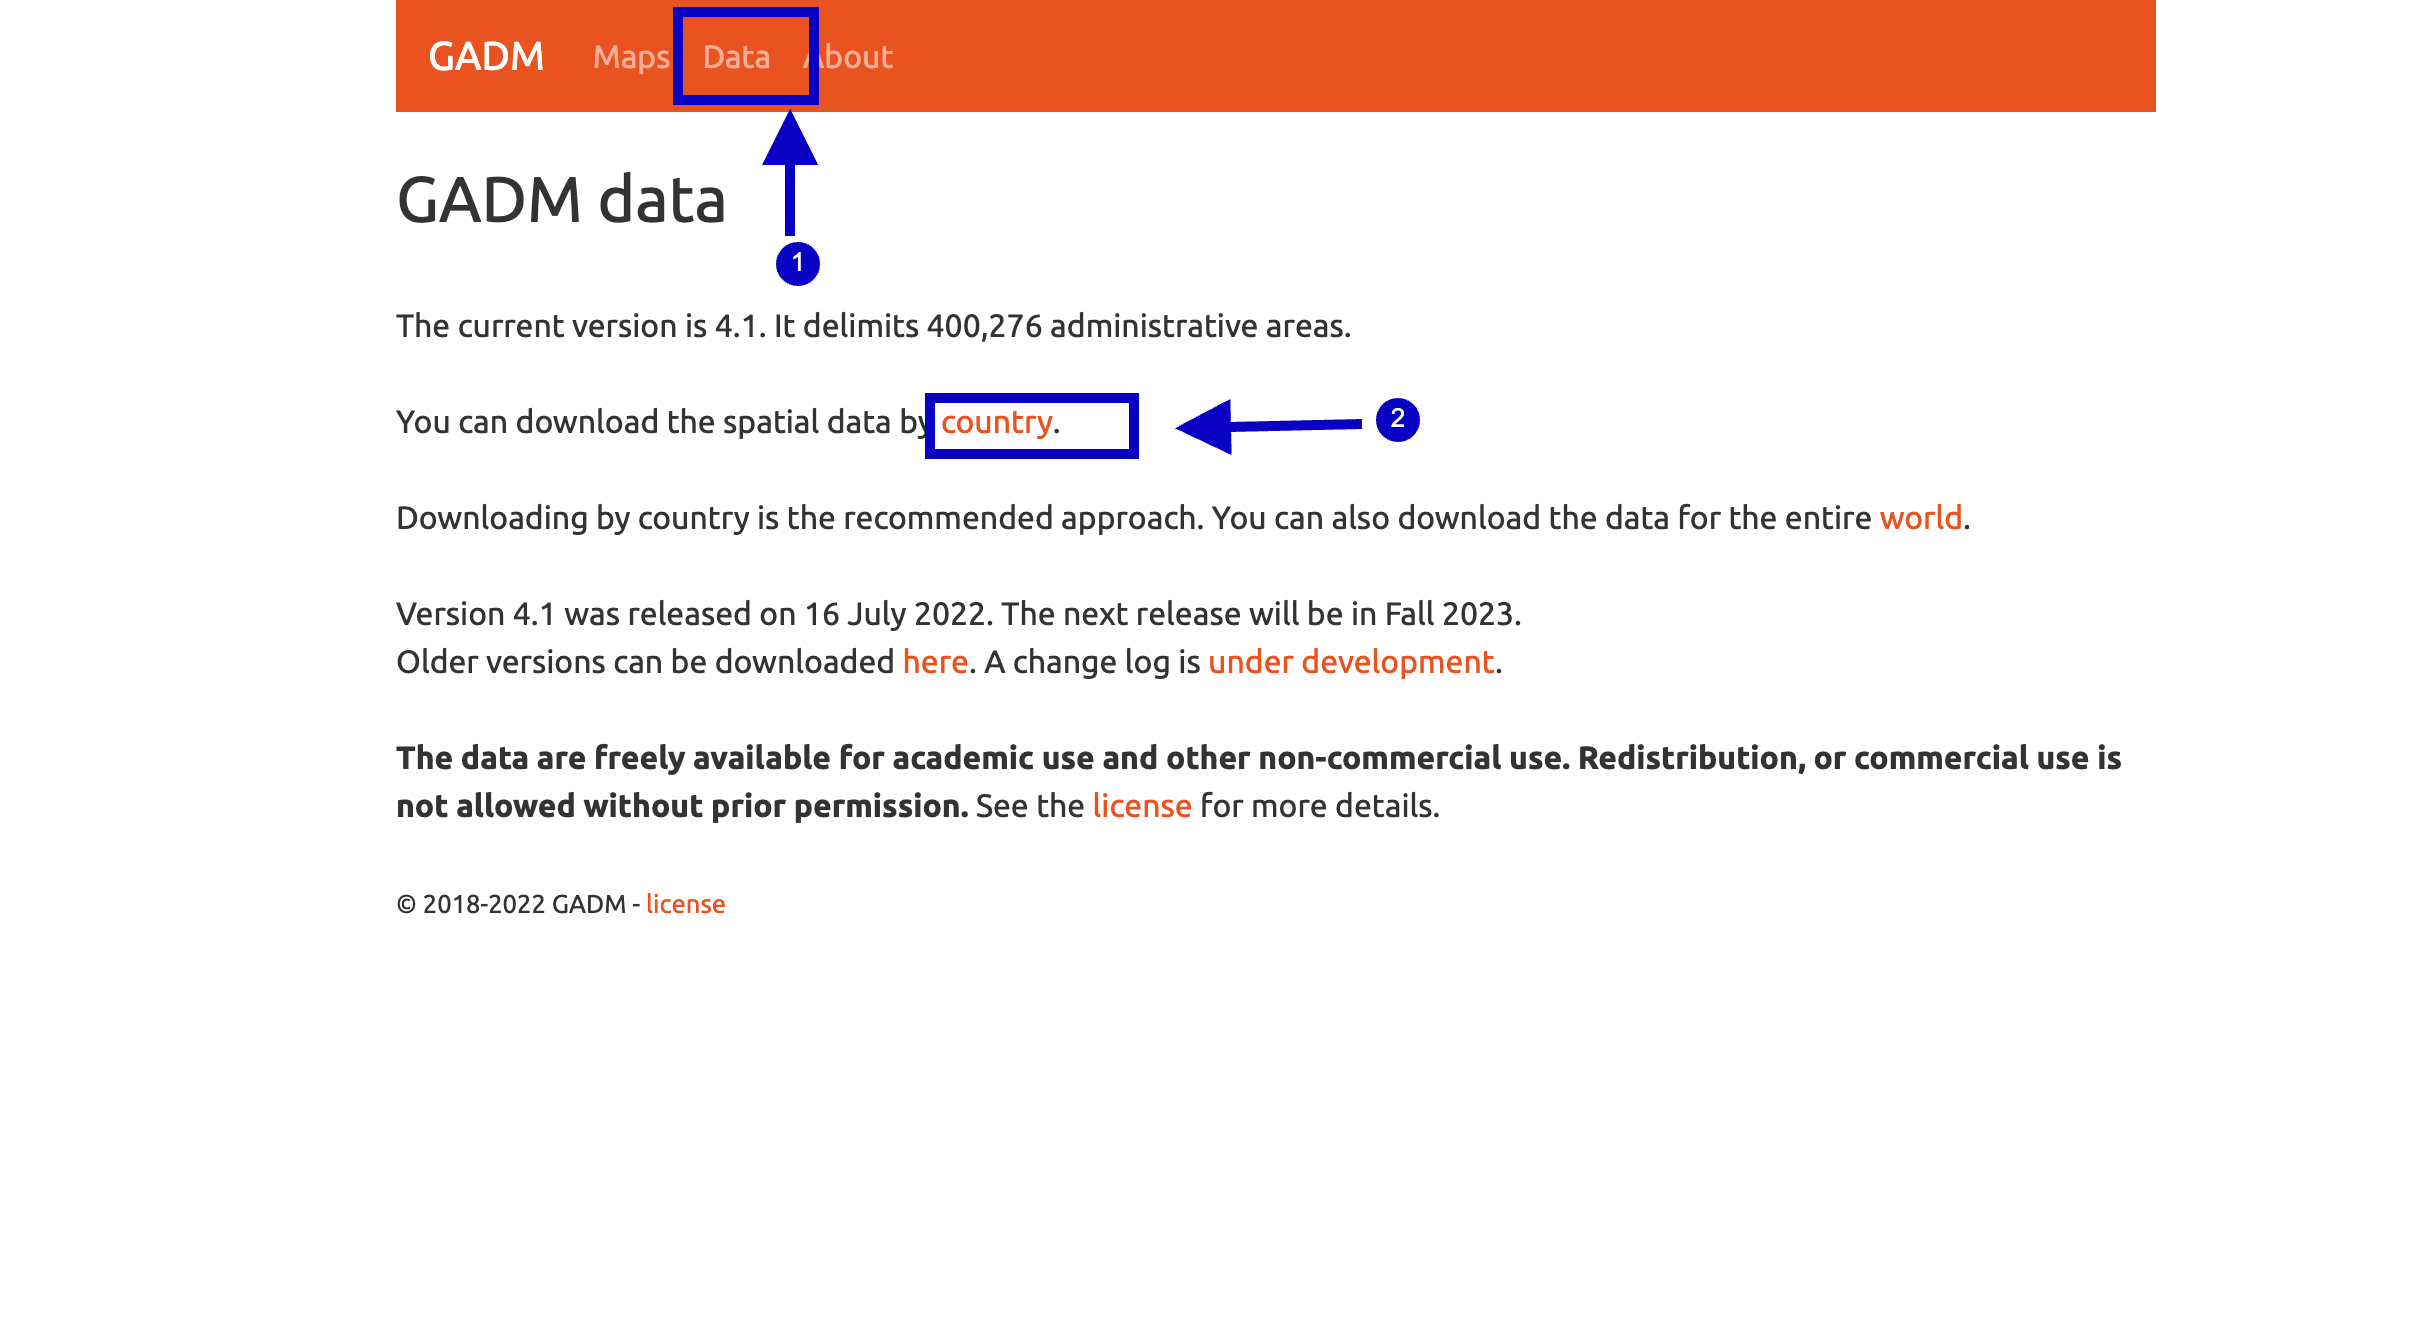 GADM Maps Data About
GADM data
1
The current version is 4.1. It delimits 400,276 administrative areas.
You can download the spatial data by country.
2
Downloading by country is the recommended approach. You can also download the data for the entire world.
Version 4.1 was released on 16 July 2022. The next release will be in Fall 2023.
Older versions can be downloaded here. A change log is under development.
The data are freely available for academic use and other non-commercial use. Redistribution, or commercial use is
not allowed without prior permission. See the license for more details.
© 2018-2022 GADM - license